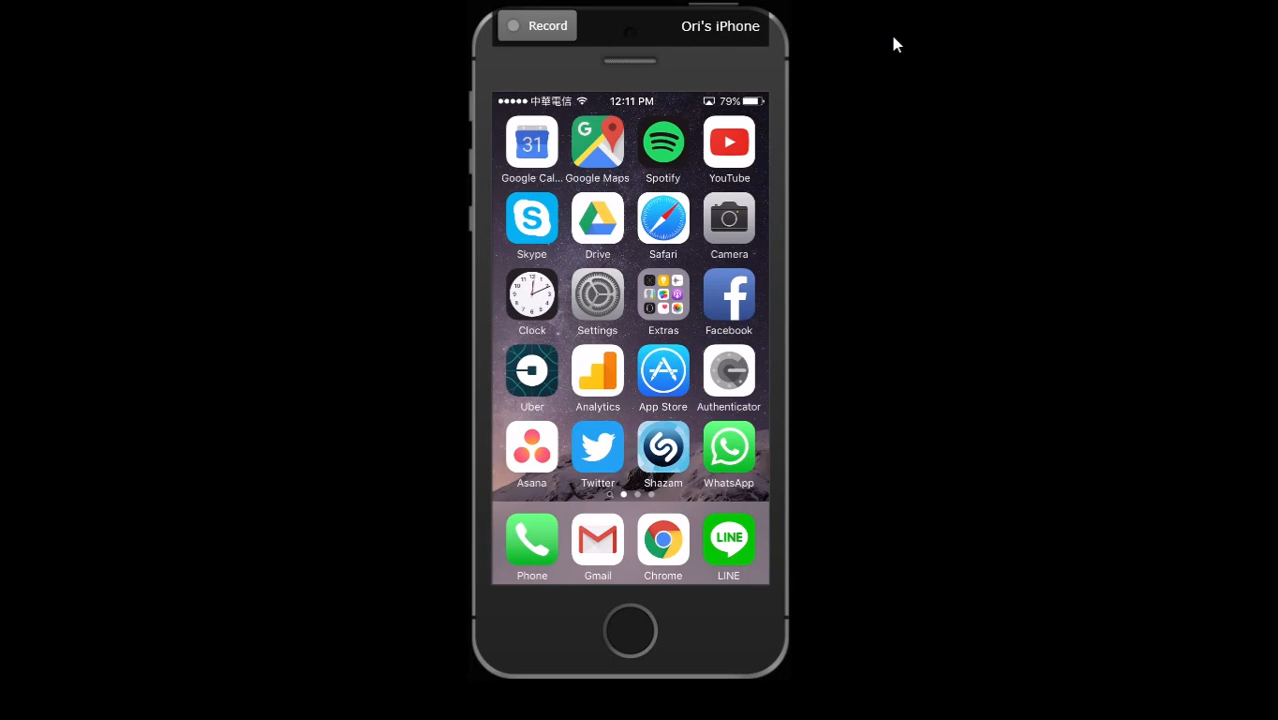 Record Ori's iPhone
中華電信 12:11 PM 79%
31 G
Google Cal... Google Maps Spotify YouTube
S
Skype Drive Safari Camera
Clock Settings Extras Facebook
Uber Analytics App Store Authenticator
Asana Twitter Shazam WhatsApp
LINE
Phone Gmail Chrome LINE